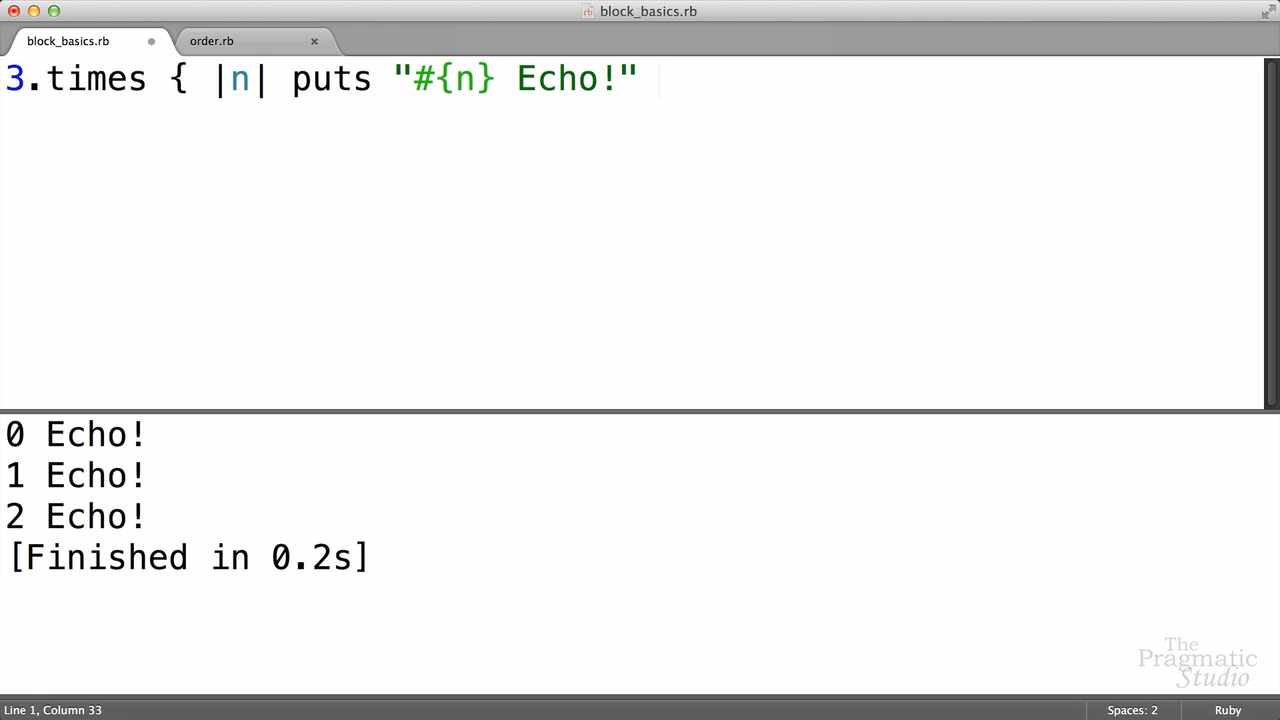 block_basics.rb
block_basics.rb
order.rb
3.times { |n| puts "#{n} Echo!"
0 Echo!
1 Echo!
2 Echo!
[Finished in 0.2s]
The
Pragmatic
Studio
Line 1, Column 33
Spaces: 2
Ruby